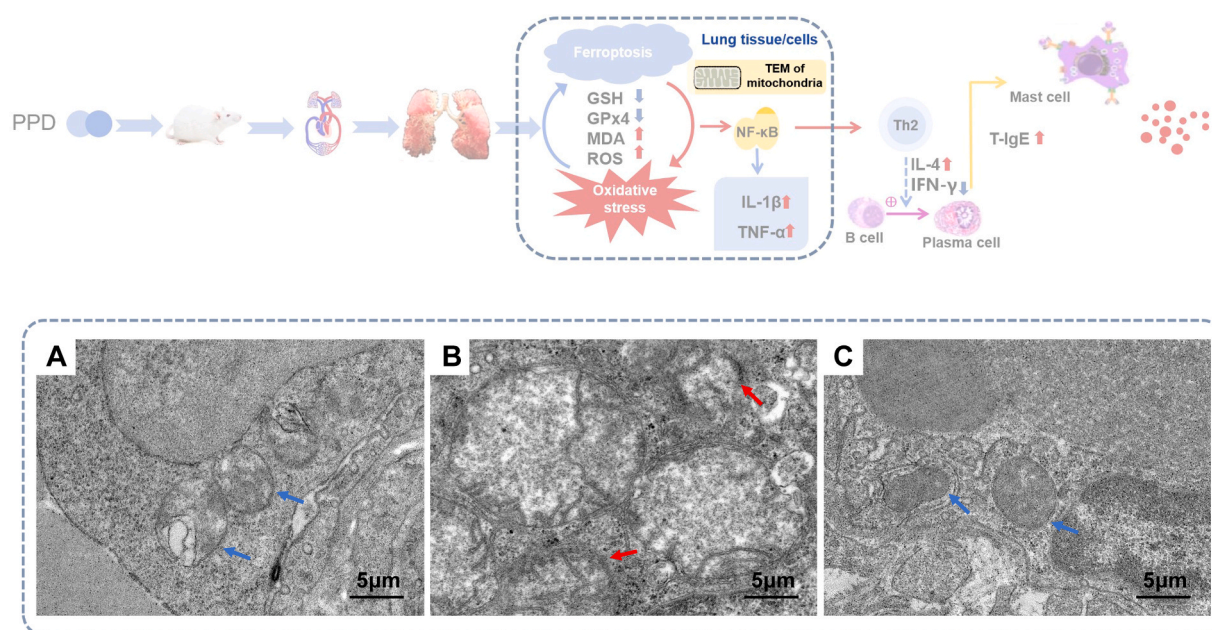 PPD
Ferroptosis
GSH
GPx4
MDA
ROS
Oxidative
stress
Lung tissue/cells
TEM of
mitochondria
NF-κB
IL-1β
TNF-α
Th2
IL-4
IFN-γ
B cell
Plasma cell
Mast cell
T-IgE
A
5μm
B
5μm
C
5μm